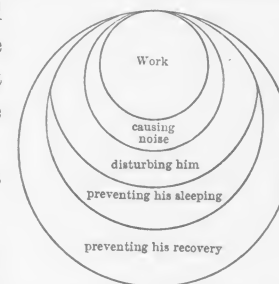 Work
causing
noise
disturbing him
preventing his sleeping
preventing his recovery